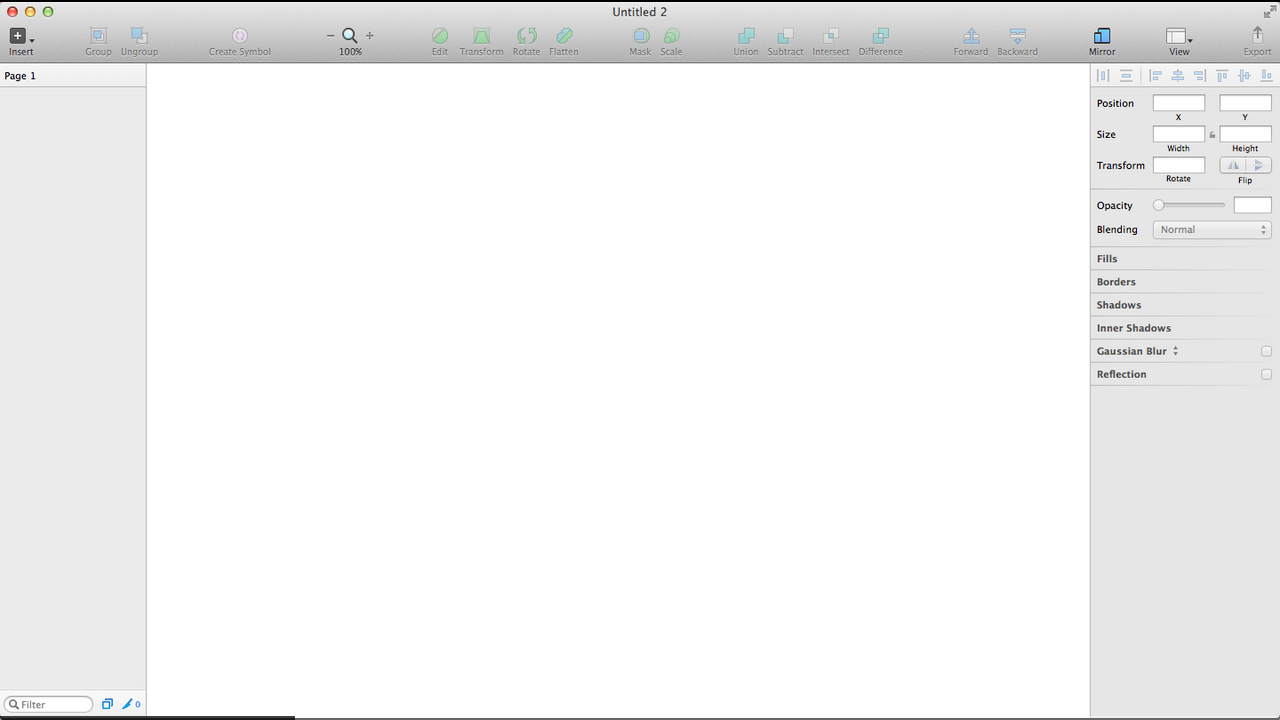 Untitled 2
Insert Group Ungroup Create Symbol 100% Edit Transform Rotate Flatten Mask Scale Union Subtract Intersect Difference Forward Backward Mirror View Export
Page 1
Position
X Y
Size
Width Height
Transform
Rotate Flip
Opacity
Blending Normal
Fills
Borders
Shadows
Inner Shadows
Gaussian Blur
Reflection
Filter 0